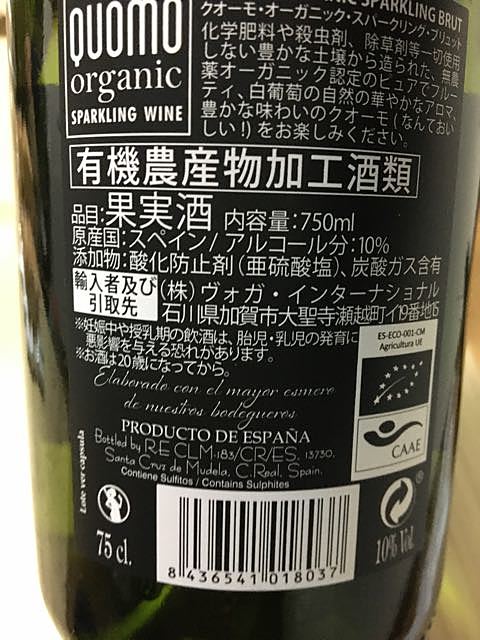 QUOMO
organic
SPARKLING WINE
SPARKLING BRUT
クオーモ・オーガニック・スパークリング・ブリュット
化学肥料や殺虫剤、除草剤等一切使用
しない豊かな土壌から造られた、無農
薬オーガニック認定のピュアでフルー
ティ、白葡萄の自然の華やかなアロマ、
豊かな味わいのクオーモ(なんておい
しい!)をお楽しみください。
有機農産物加工酒類
品目:果実酒 内容量:750ml
原産国:スペイン/アルコール分:10%
添加物:酸化防止剤(亜硫酸塩)、炭酸ガス含有
輸入者及び
引取先
(株)ヴォガ・インターナショナル
石川県加賀市大聖寺瀬越町イ19番地15
※妊娠中や授乳期の飲酒は、胎児・乳児の発育に
悪影響を与える恐れがあります。
※お酒は20歳になってから。
ES-ECO-001-CM
Agricultura UE
CAAE
Elaborado con el mayor esmero
de nuestros bodegueros
PRODUCTO DE ESPAÑA
Bottled by R.E CLM-183/CR/ES. 13730.
Santa Cruz de Mudela, C.Real, Spain.
Contiene Sulfitos / Contains Sulphites
Lote ver capsula
75 cl.
8 436541 018037
10% Vol.